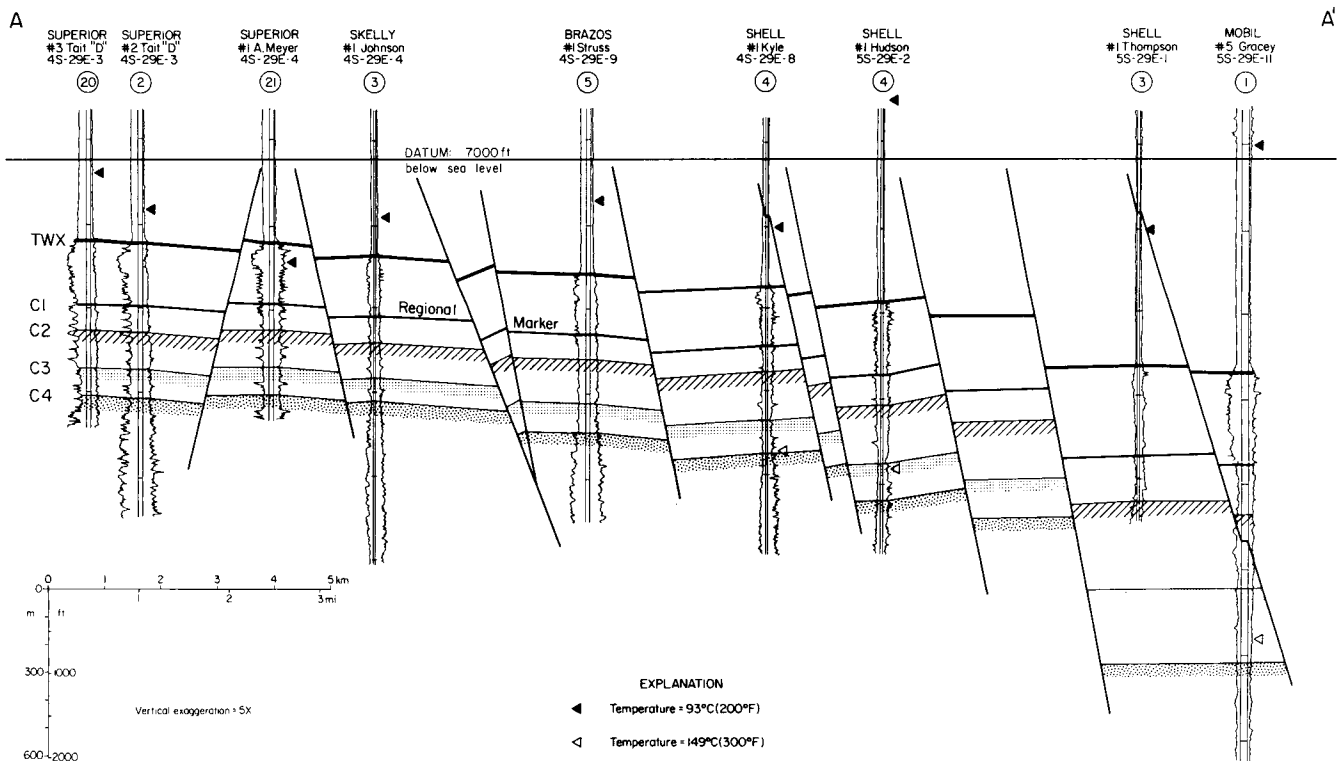 A
A'
SUPERIOR
#3 Tait "D"
4S-29E-3
20
SUPERIOR
#2 Tait "D"
4S-29E-3
2
SUPERIOR
#1 A. Meyer
4S-29E-4
21
SKELLY
#1 Johnson
4S-29E-4
3
BRAZOS
#1 Struss
4S-29E-9
5
SHELL
#1 Kyle
4S-29E-8
4
SHELL
#1 Hudson
5S-29E-2
4
SHELL
#1 Thompson
5S-29E-1
3
MOBIL
#5 Gracey
5S-29E-11
1
DATUM: 7000 ft
below sea level
TWX
C1
Regional Marker
C2
C3
C4
0 1 2 3 4 5 km
1 2 3 mi
0
m ft
300 1000
600 2000
Vertical exaggeration = 5X
EXPLANATION
Temperature = 93°C(200°F)
Temperature = 149°C(300°F)